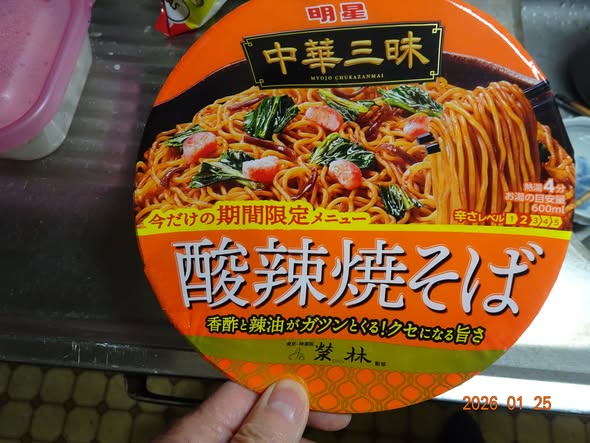 明星
中華三昧
MYOJO CHUKAZANMAI
熱湯4分
お湯の目安量
600ml
辛さレベル 1 2 3 4 5
今だけの期間限定メニュー
酸辣焼そば
香酢と辣油がガツンとくる!クセになる旨さ
榮林
監修
2026 01 25